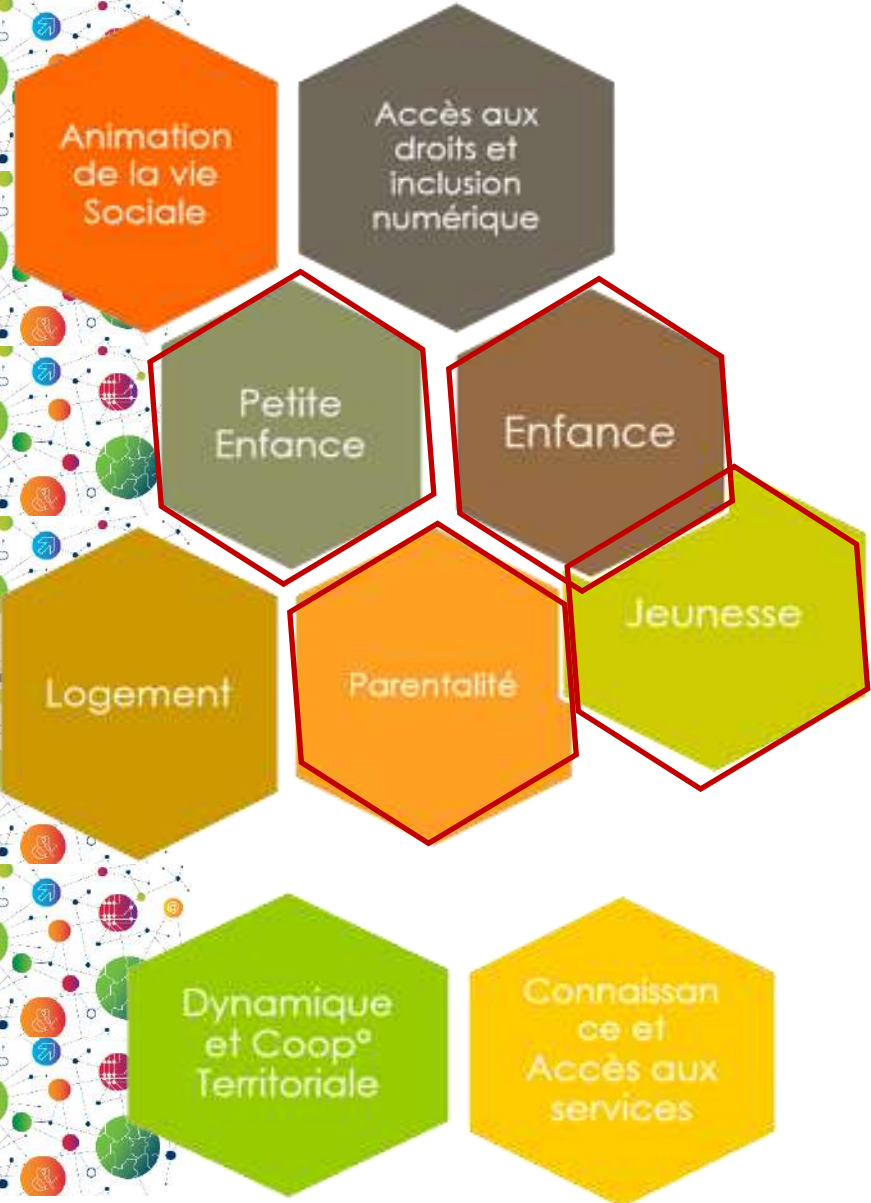 Animation
de la vie
Sociale
Accès aux
droits et
inclusion
numérique
Petite
Enfance
Enfance
Jeunesse
Logement
Parentalité
Dynamique
et Coop°
Territoriale
Connaissan
ce et
Accès aux
services